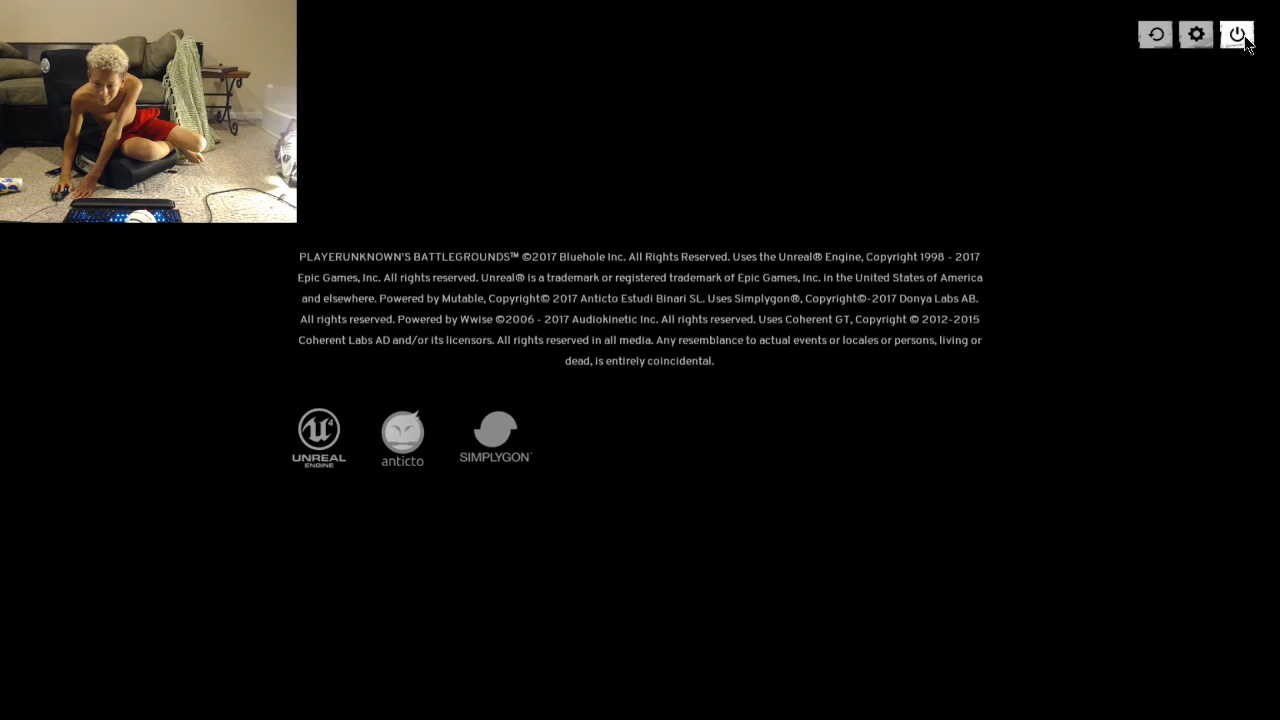 PLAYERUNKNOWN'S BATTLEGROUNDS™ ©2017 Bluehole Inc. All Rights Reserved. Uses the Unreal® Engine, Copyright 1998 - 2017
Epic Games, Inc. All rights reserved. Unreal® is a trademark or registered trademark of Epic Games, Inc. in the United States of America
and elsewhere. Powered by Mutable, Copyright© 2017 Anticto Estudi Binari SL. Uses Simplygon®, Copyright©-2017 Donya Labs AB.
All rights reserved. Powered by Wwise ©2006 - 2017 Audiokinetic Inc. All rights reserved. Uses Coherent GT, Copyright © 2012-2015
Coherent Labs AD and/or its licensors. All rights reserved in all media. Any resemblance to actual events or locales or persons, living or
dead, is entirely coincidental.
U4
UNREAL
ENGINE
anticto
SIMPLYGON